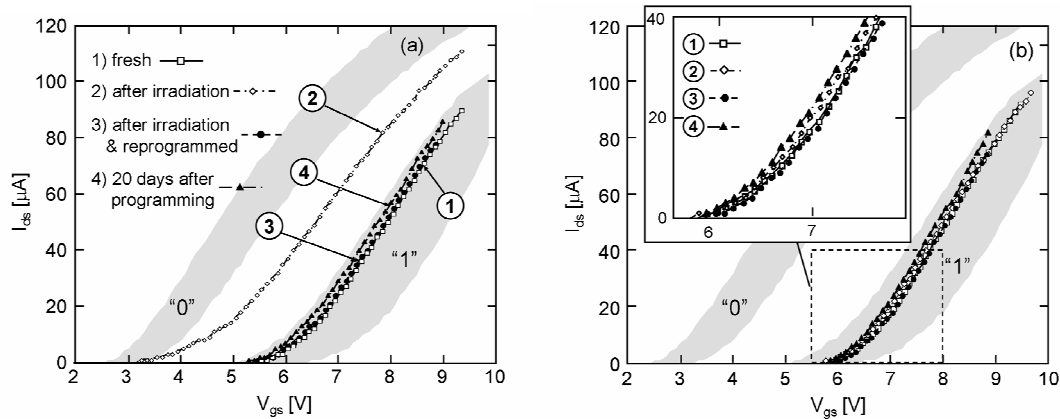 (a)
1) fresh
2) after irradiation
3) after irradiation
& reprogrammed
4) 20 days after
programming
2
4
3
1
"0"
"1"
120
100
80
60
40
20
0
2 3 4 5 6 7 8 9 10
Vgs [V]
Ids [µA]
(b)
1
2
3
4
40
20
0
6 7
"0"
"1"
120
100
80
60
40
20
0
2 3 4 5 6 7 8 9 10
Vgs [V]
Ids [µA]